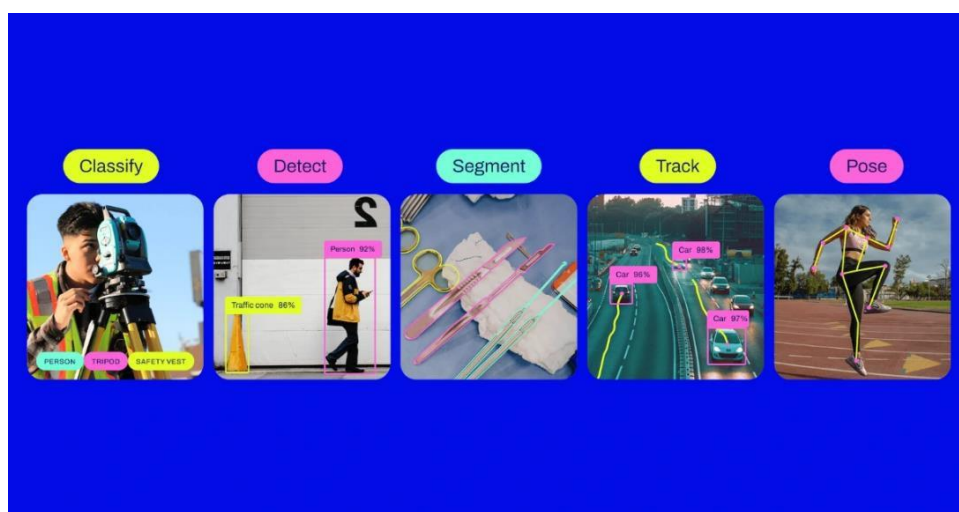 Classify
Detect
Segment
Track
Pose
PERSON
TRIPOD
SAFETY VEST
2
Person 92%
Traffic cone 86%
Car 98%
Car 96%
Car 97%